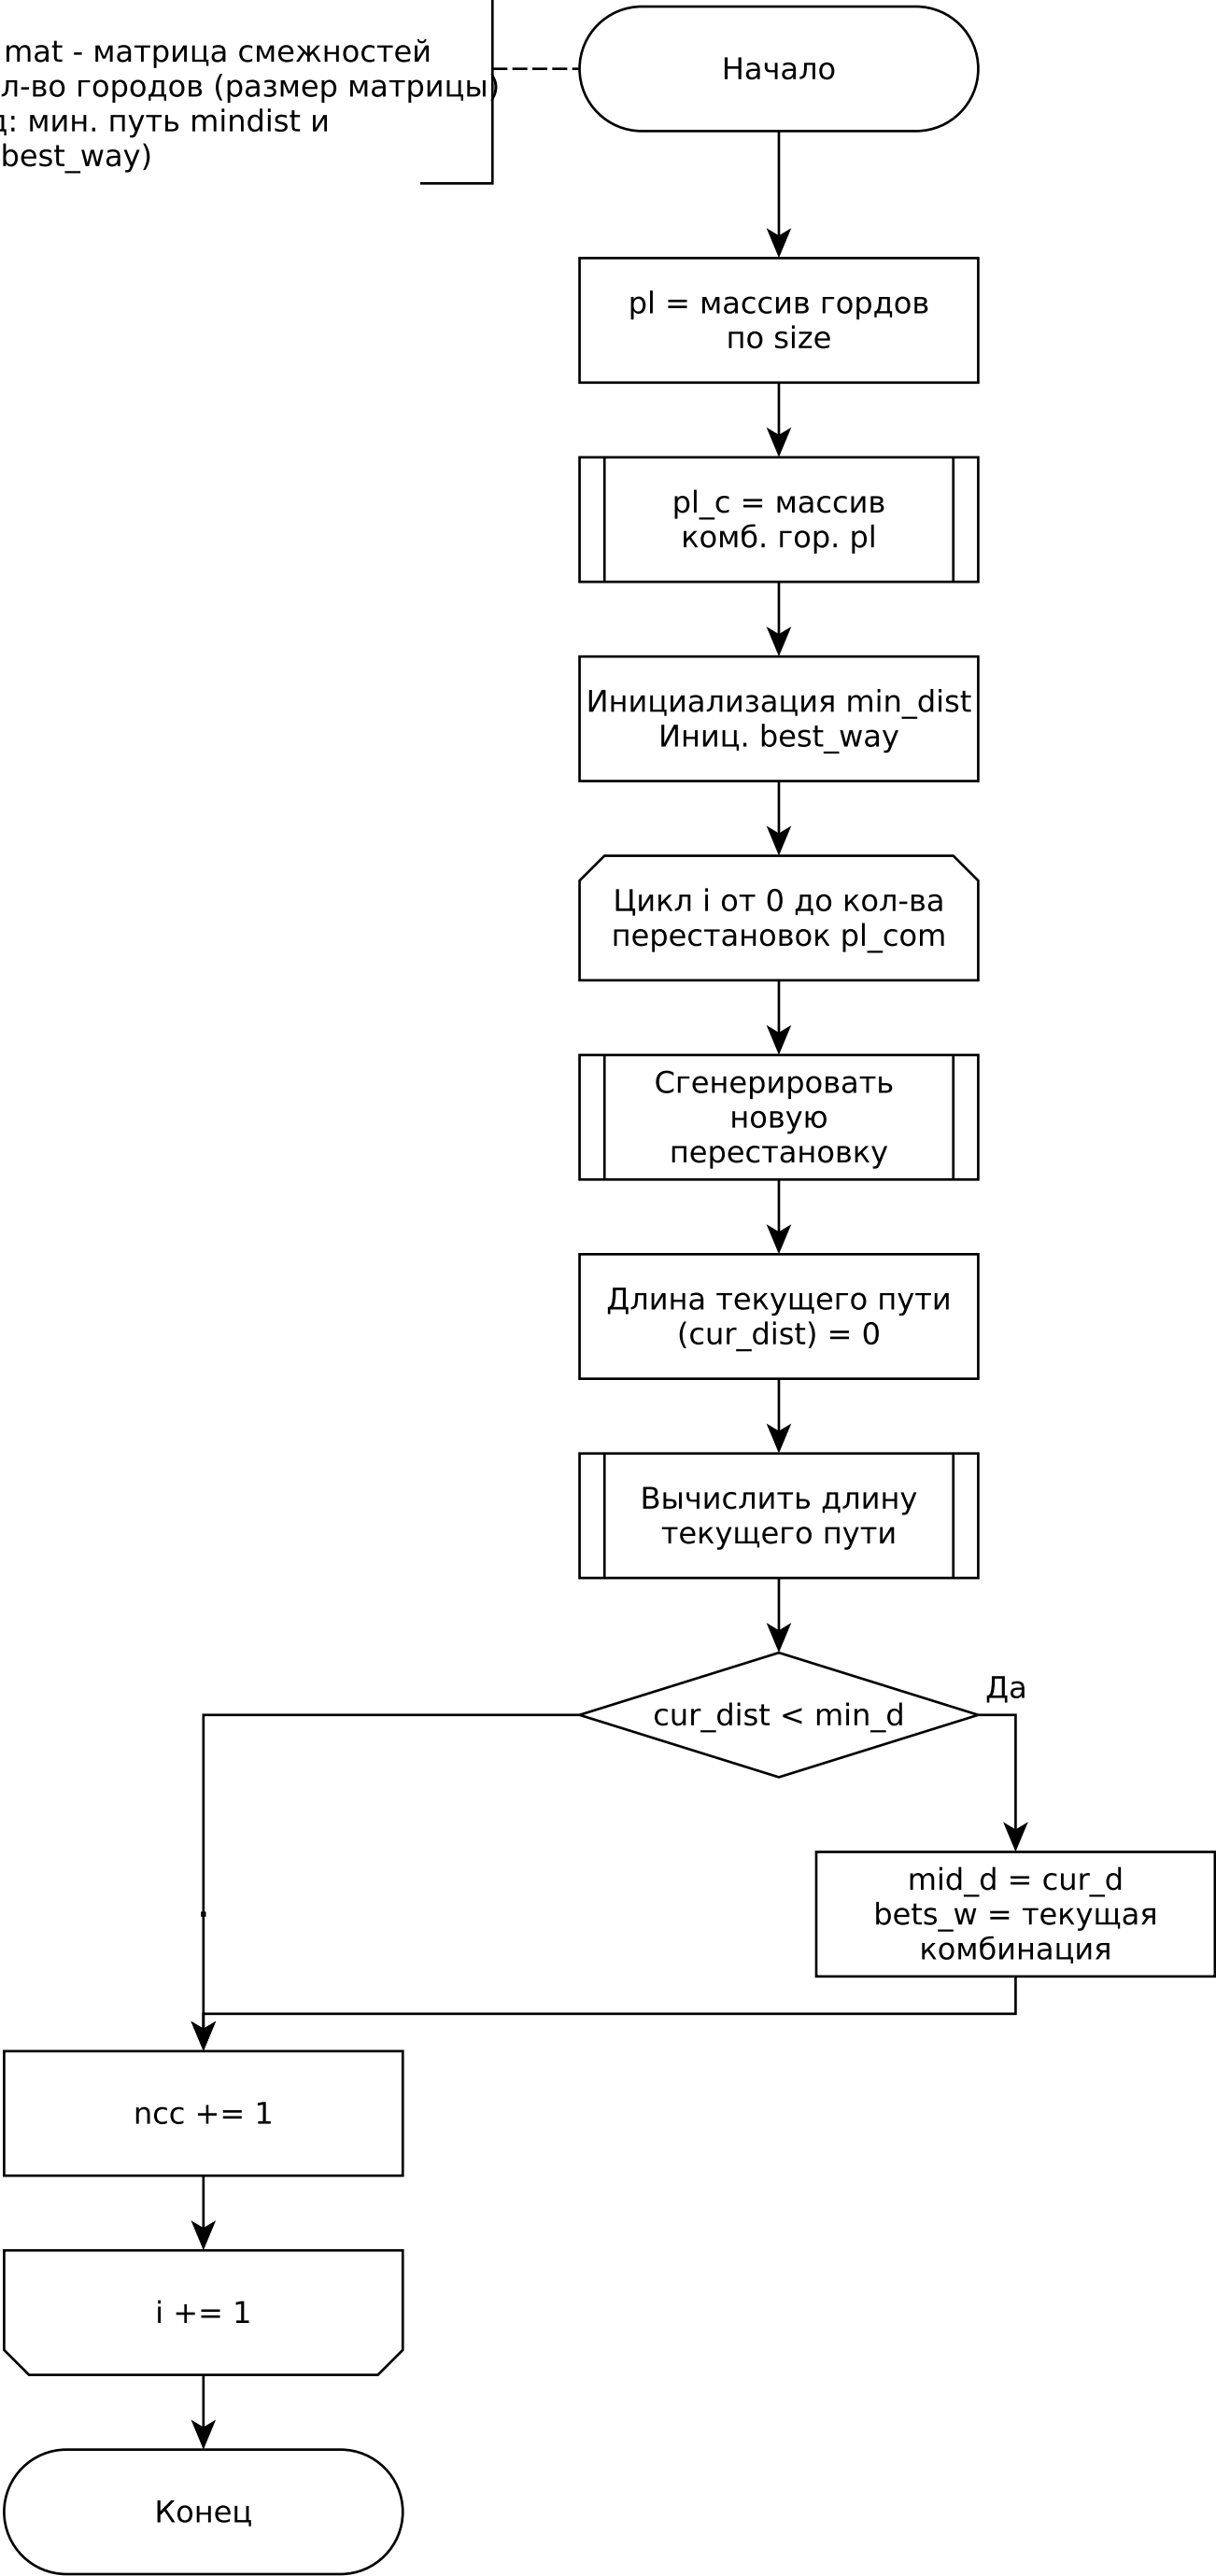 mat - матрица смежностей
л-во городов (размер матрицы)
: мин. путь mindist и
best_way)
Начало
pl = массив гордов
по size
pl_c = массив
комб. гор. pl
Инициализация min_dist
Иниц. best_way
Цикл i от 0 до кол-ва
перестановок pl_com
Сгенерировать
новую
перестановку
Длина текущего пути
(cur_dist) = 0
Вычислить длину
текущего пути
cur_dist < min_d
Да
mid_d = cur_d
bets_w = текущая
комбинация
ncc += 1
i += 1
Конец